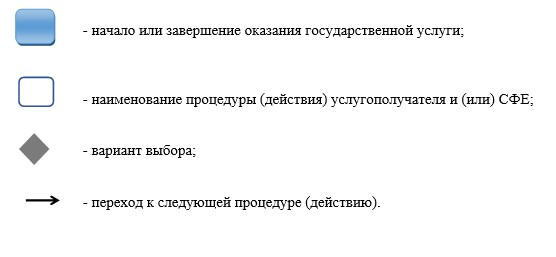 - начало или завершение оказания государственной услуги;
- наименование процедуры (действия) услугополучателя и (или) СФЕ;
- вариант выбора;
- переход к следующей процедуре (действию).